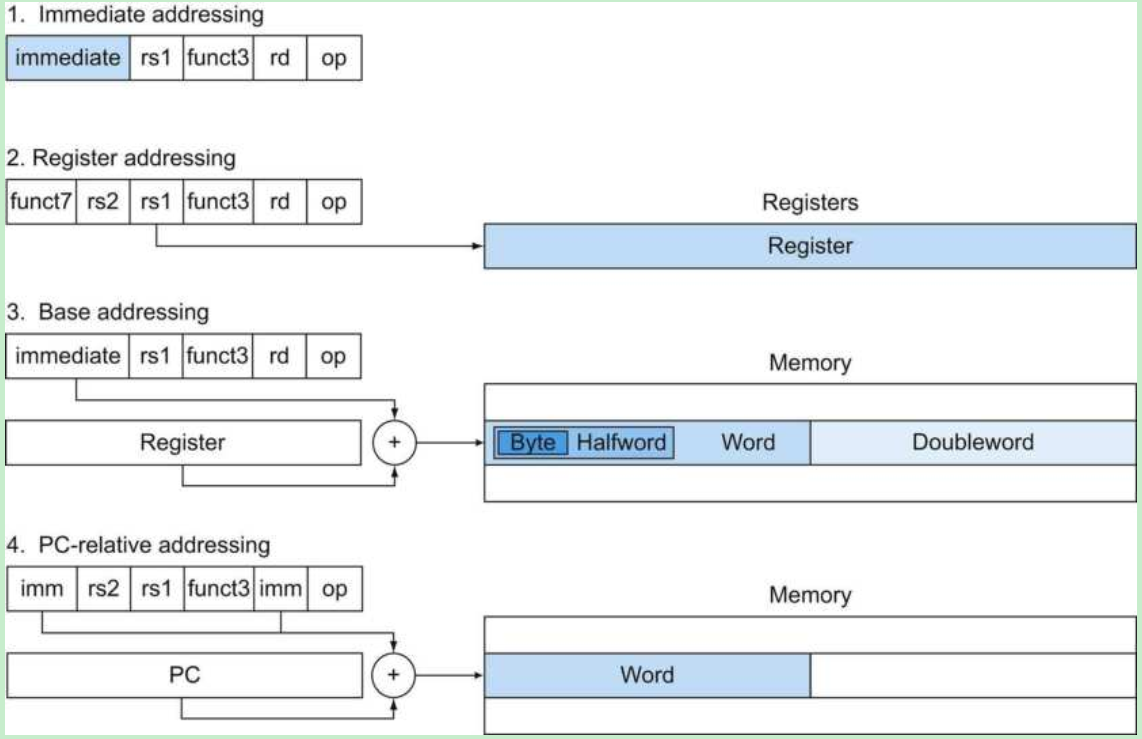 1. Immediate addressing
immediate rs1 funct3 rd op
2. Register addressing
funct7 rs2 rs1 funct3 rd op
Registers
Register
3. Base addressing
immediate rs1 funct3 rd op
Memory
Register + Byte Halfword Word Doubleword
4. PC-relative addressing
imm rs2 rs1 funct3 imm op
Memory
PC + Word